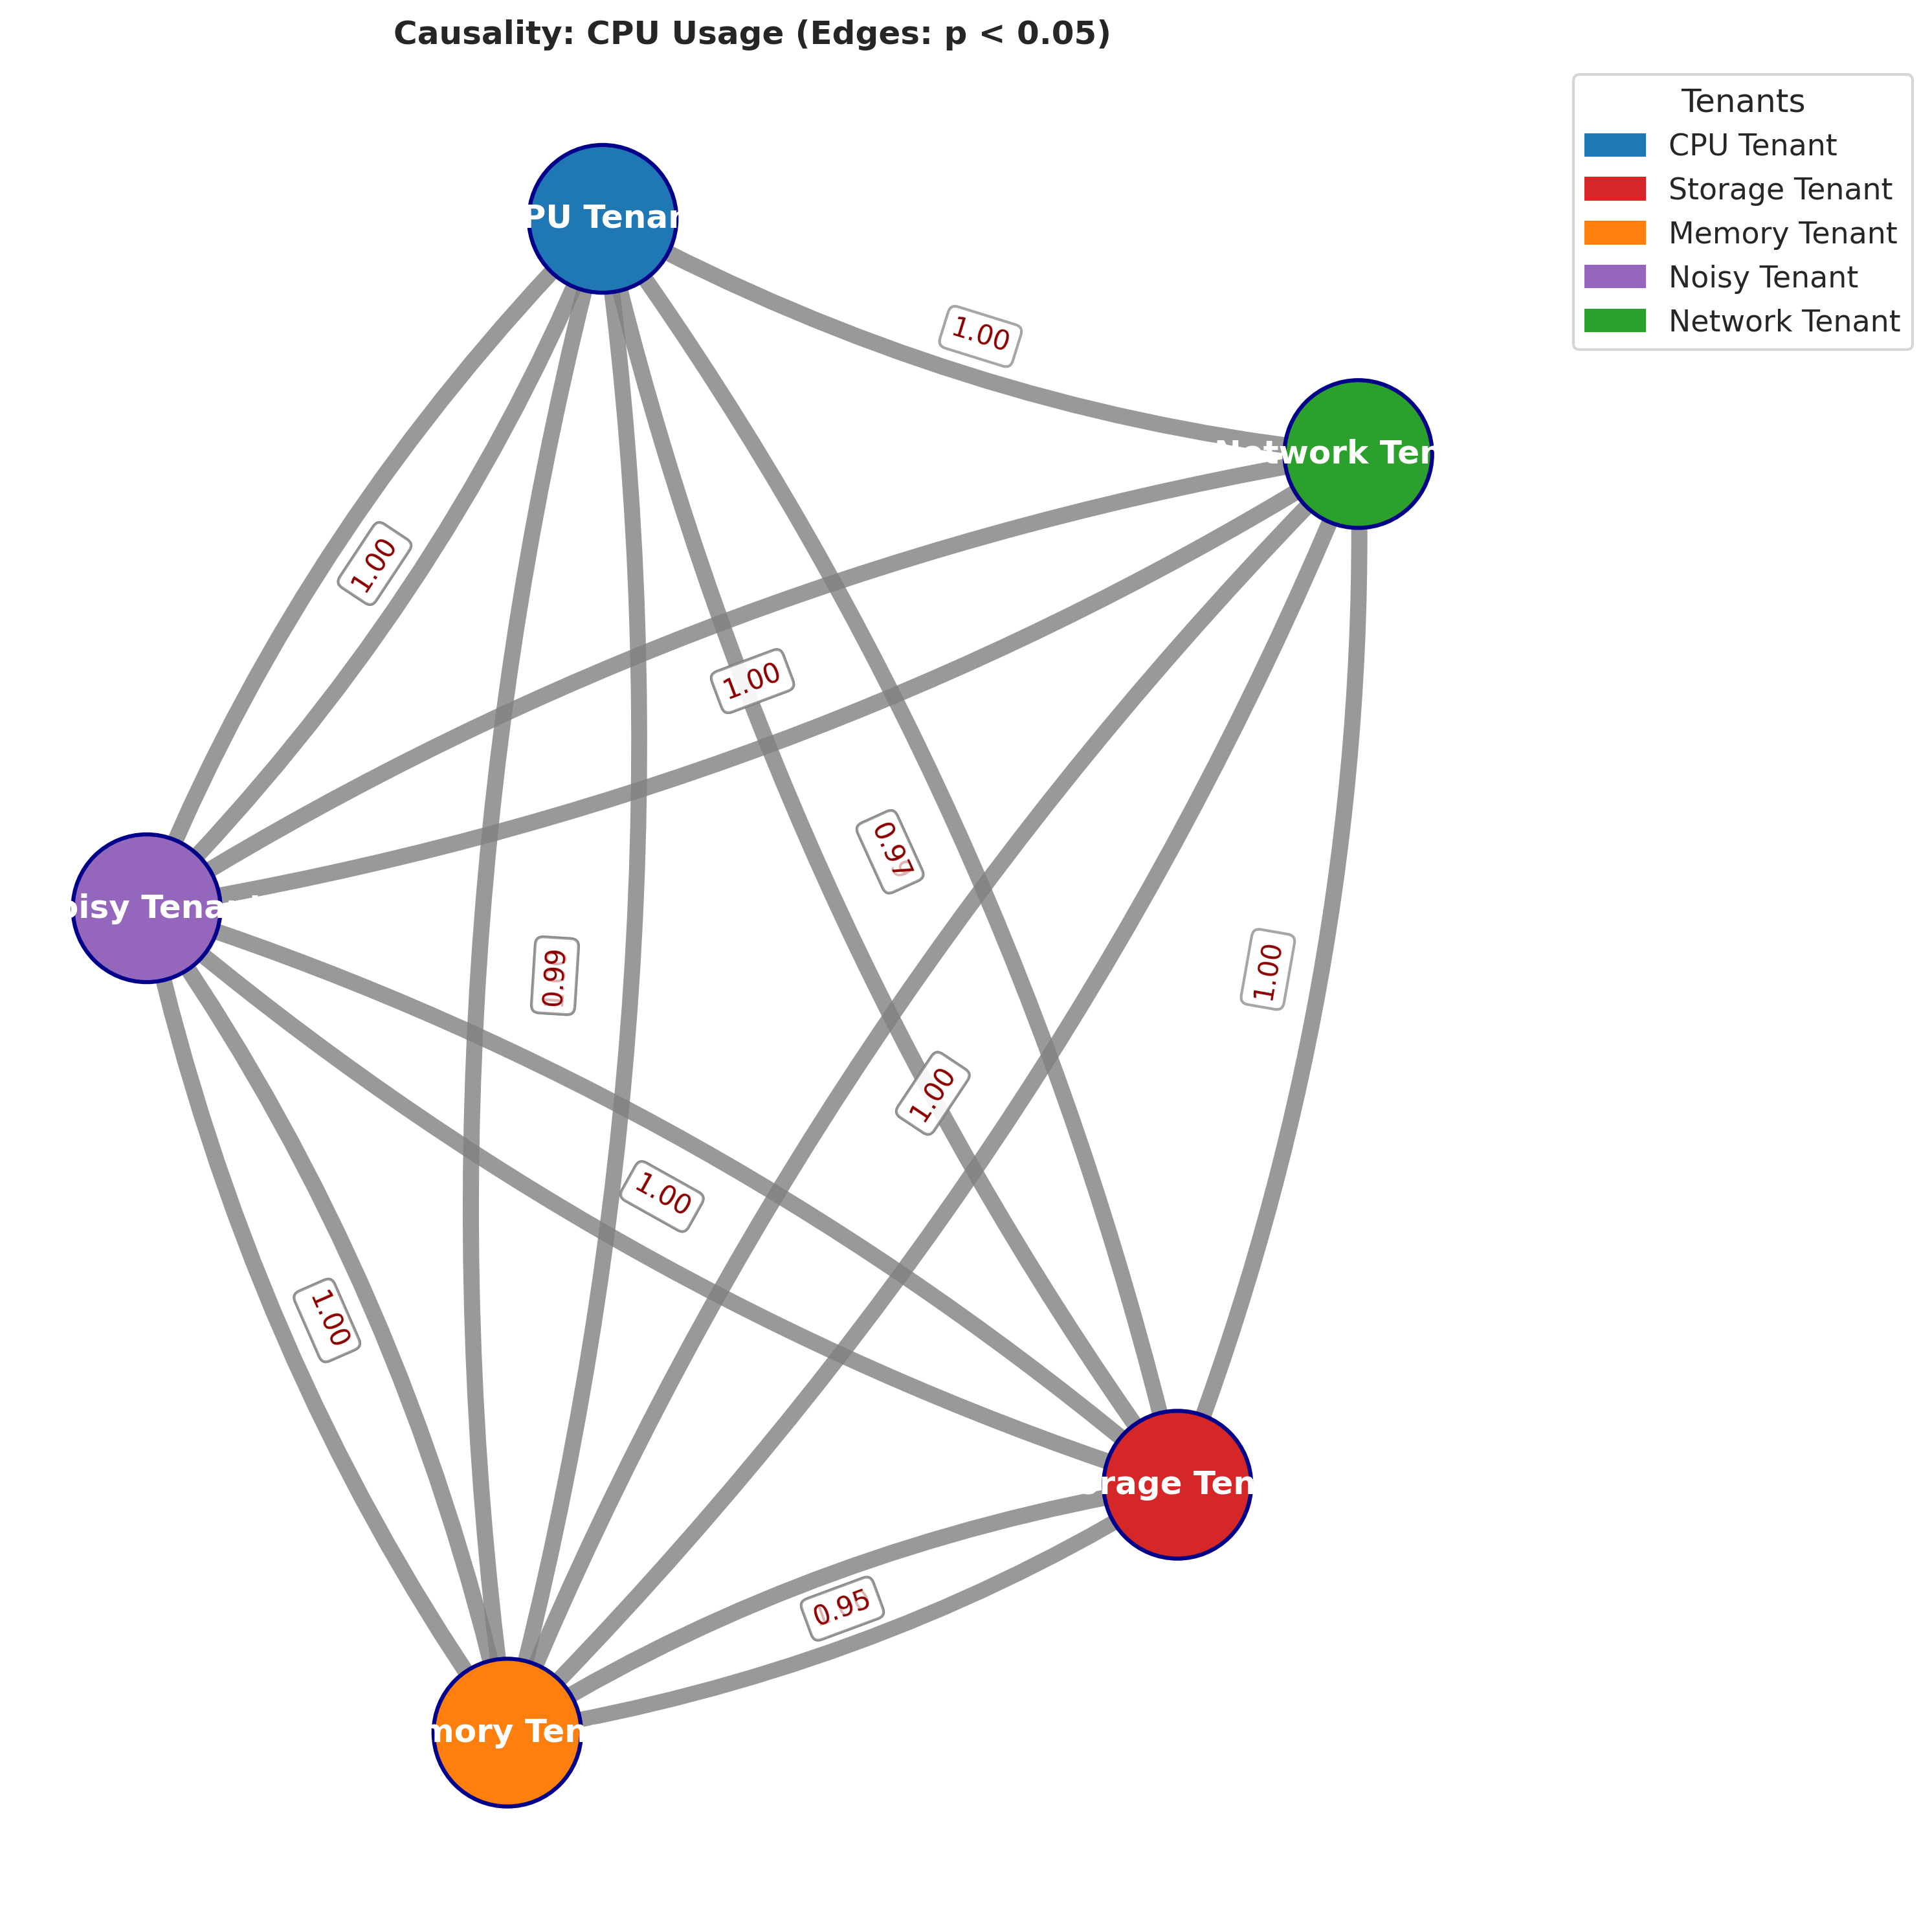 Causality: CPU Usage (Edges: p < 0.05)
Tenants
CPU Tenant
Storage Tenant
Memory Tenant
Noisy Tenant
Network Tenant
PU Tenan
1.00
Network Ten
1.00
1.00
0.97
oisy Tenant
0.99
1.00
1.00
1.00
1.00
rage Ten
0.95
mory Ten